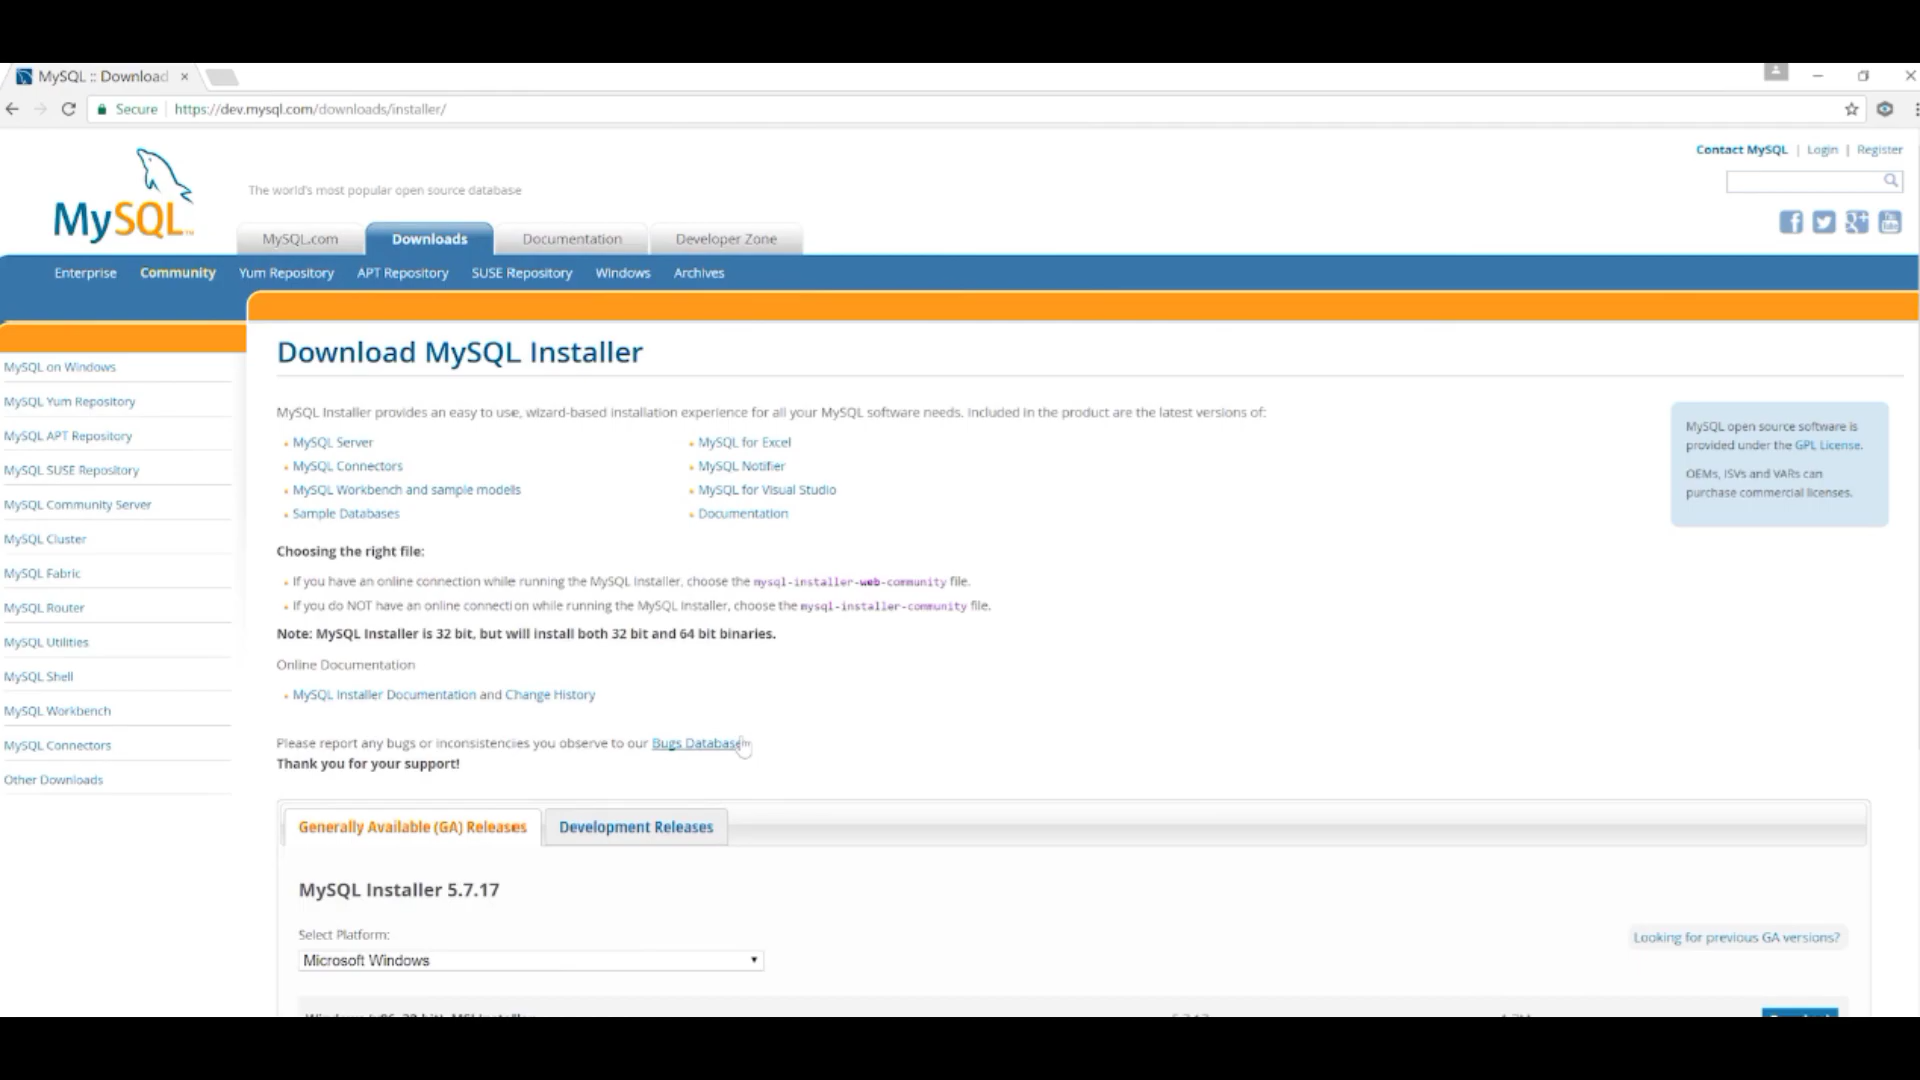 MySQL :: Download
Secure https://dev.mysql.com/downloads/installer/
Contact MySQL | Login | Register
MySQL
The world's most popular open source database
MySQL.com Downloads Documentation Developer Zone
Enterprise Community Yum Repository APT Repository SUSE Repository Windows Archives
MySQL on Windows
MySQL Yum Repository
MySQL APT Repository
MySQL SUSE Repository
MySQL Community Server
MySQL Cluster
MySQL Fabric
MySQL Router
MySQL Utilities
MySQL Shell
MySQL Workbench
MySQL Connectors
Other Downloads
Download MySQL Installer
MySQL Installer provides an easy to use, wizard-based installation experience for all your MySQL software needs. Included in the product are the latest versions of:
MySQL Server
MySQL Connectors
MySQL Workbench and sample models
Sample Databases
MySQL for Excel
MySQL Notifier
MySQL for Visual Studio
Documentation
Choosing the right file:
If you have an online connection while running the MySQL Installer, choose the mysql-installer-web-community file.
If you do NOT have an online connection while running the MySQL Installer, choose the mysql-installer-community file.
Note: MySQL Installer is 32 bit, but will install both 32 bit and 64 bit binaries.
Online Documentation
MySQL Installer Documentation and Change History
Please report any bugs or inconsistencies you observe to our Bugs Database
Thank you for your support!
MySQL open source software is
provided under the GPL License.
OEMs, ISVs and VARs can
purchase commercial licenses.
Generally Available (GA) Releases Development Releases
MySQL Installer 5.7.17
Select Platform:
Microsoft Windows
Looking for previous GA versions?